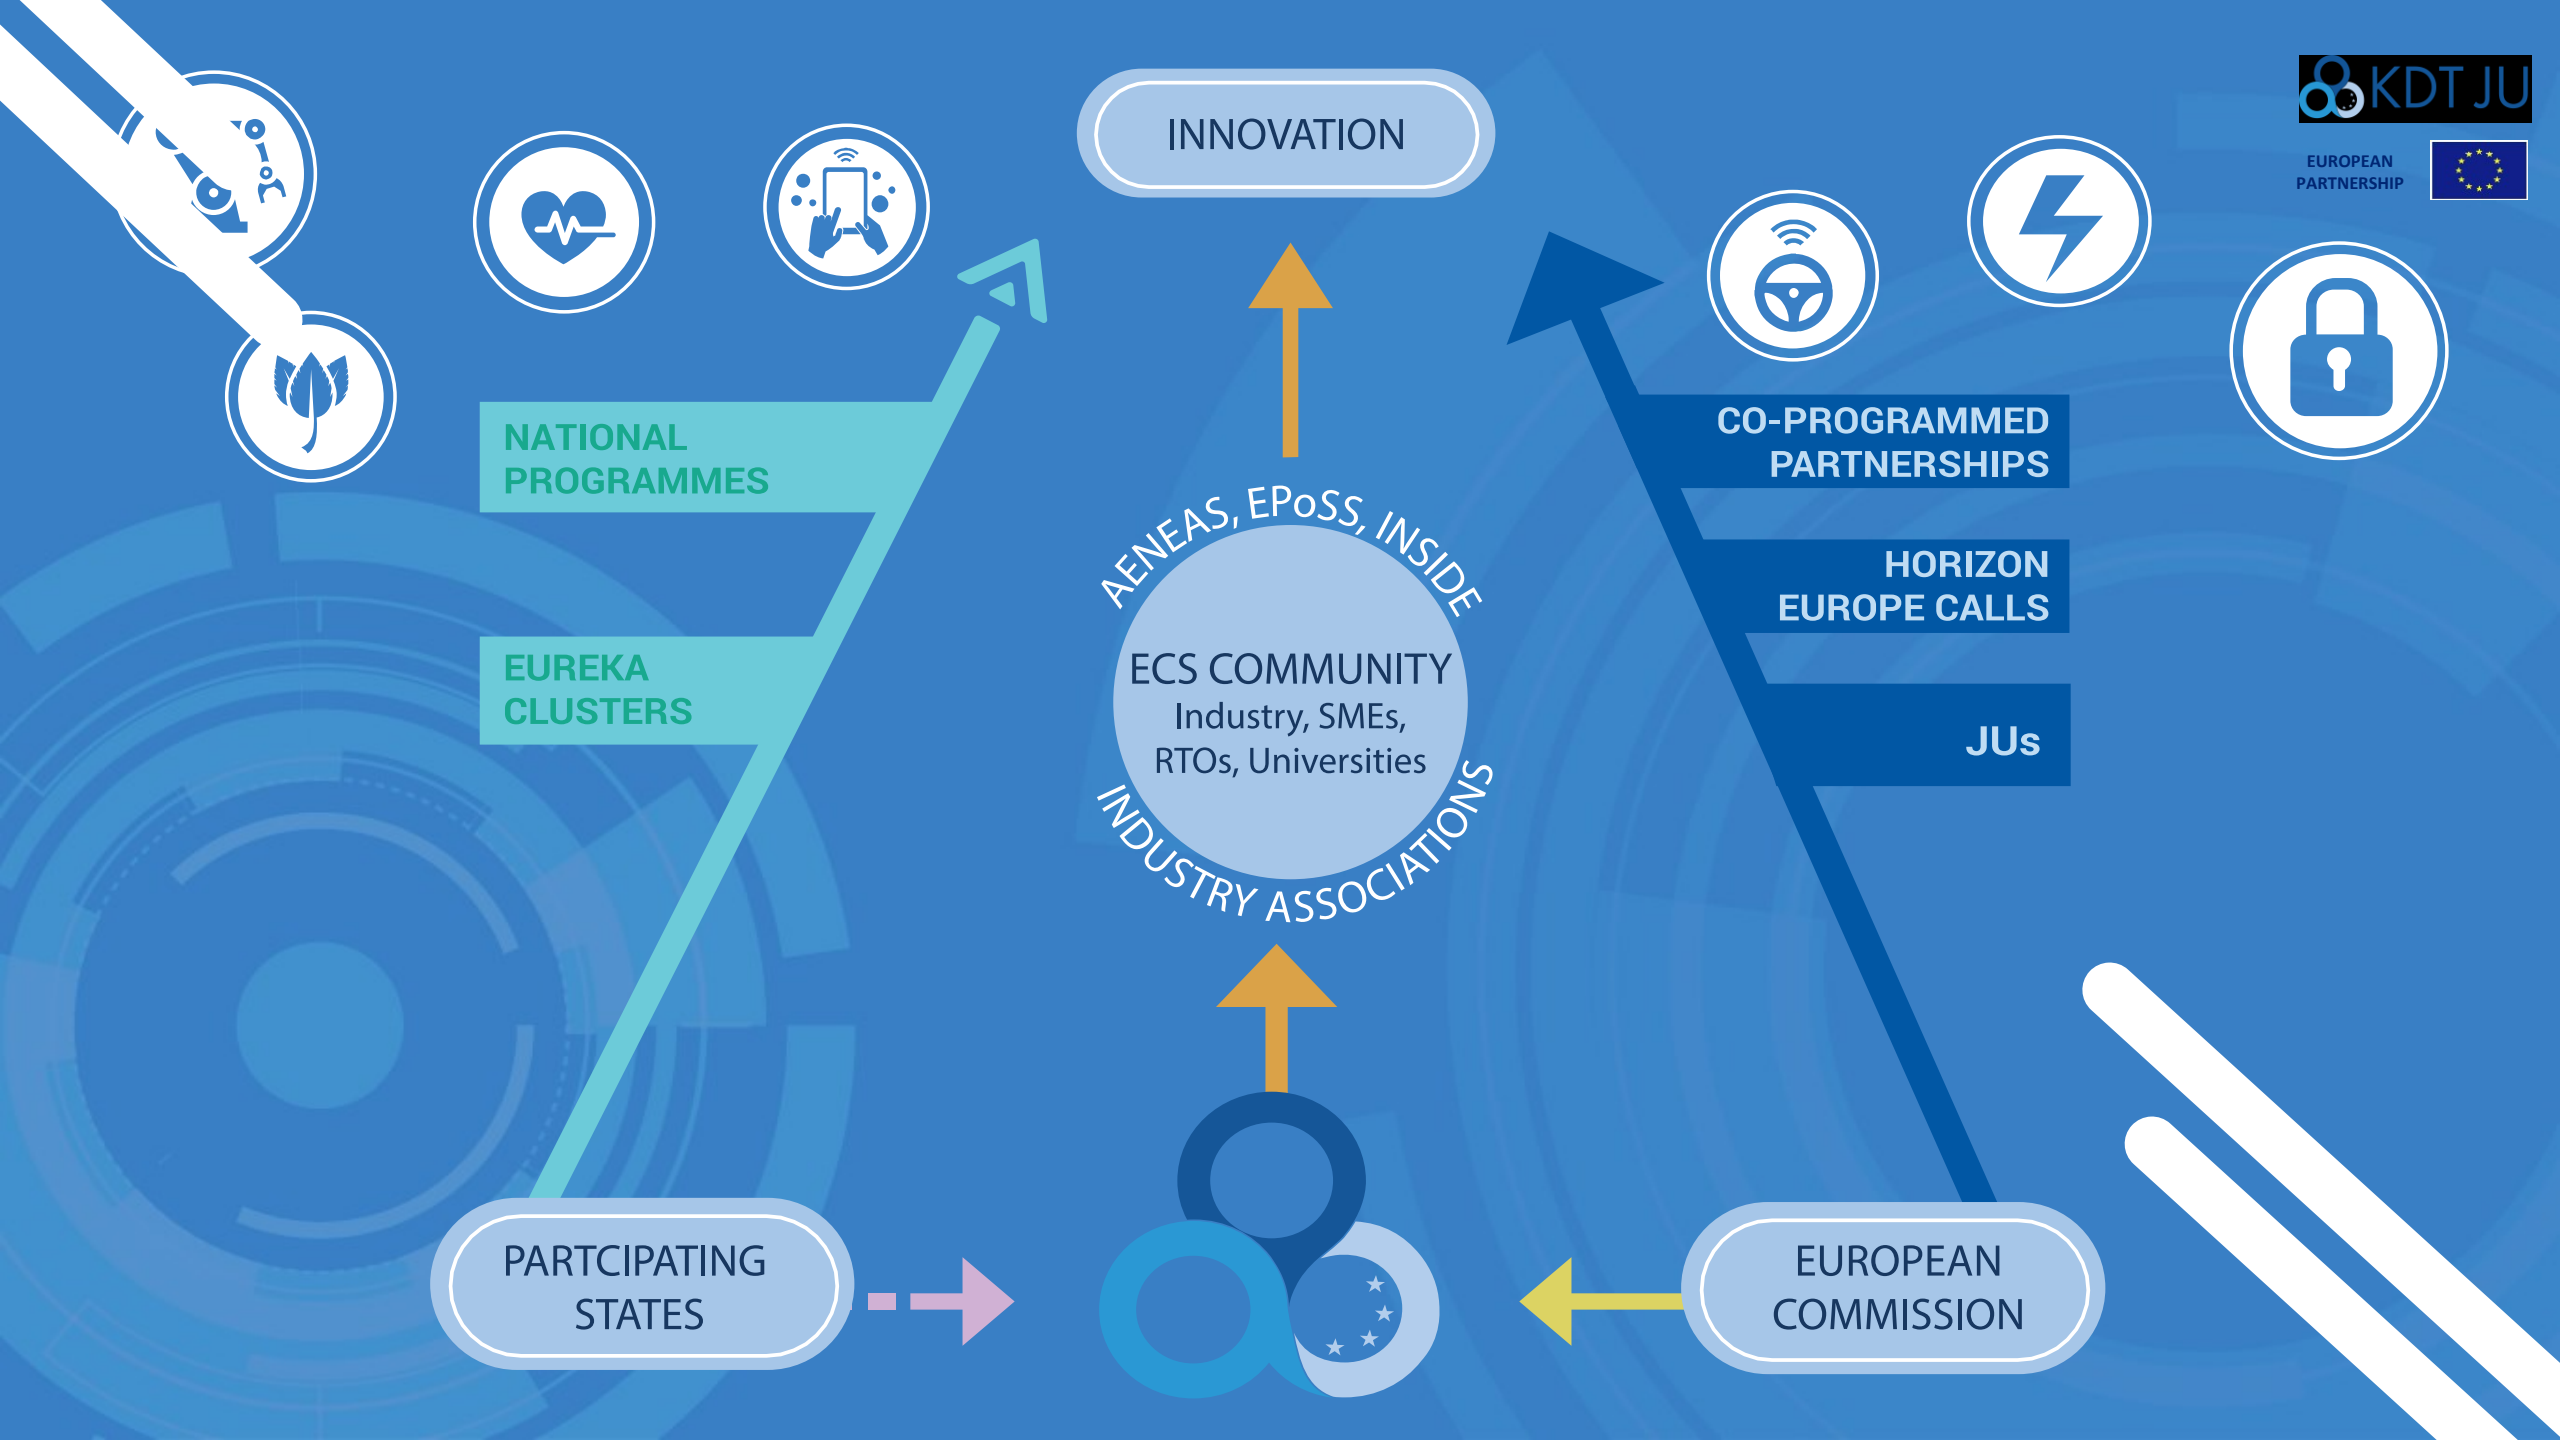 INNOVATION
KDT JU
EUROPEAN
PARTNERSHIP
NATIONAL
PROGRAMMES
EUREKA
CLUSTERS
AENEAS, EPoSS, INSIDE
ECS COMMUNITY
Industry, SMEs,
RTOs, Universities
INDUSTRY ASSOCIATIONS
CO-PROGRAMMED
PARTNERSHIPS
HORIZON
EUROPE CALLS
JUs
PARTCIPATING
STATES
EUROPEAN
COMMISSION